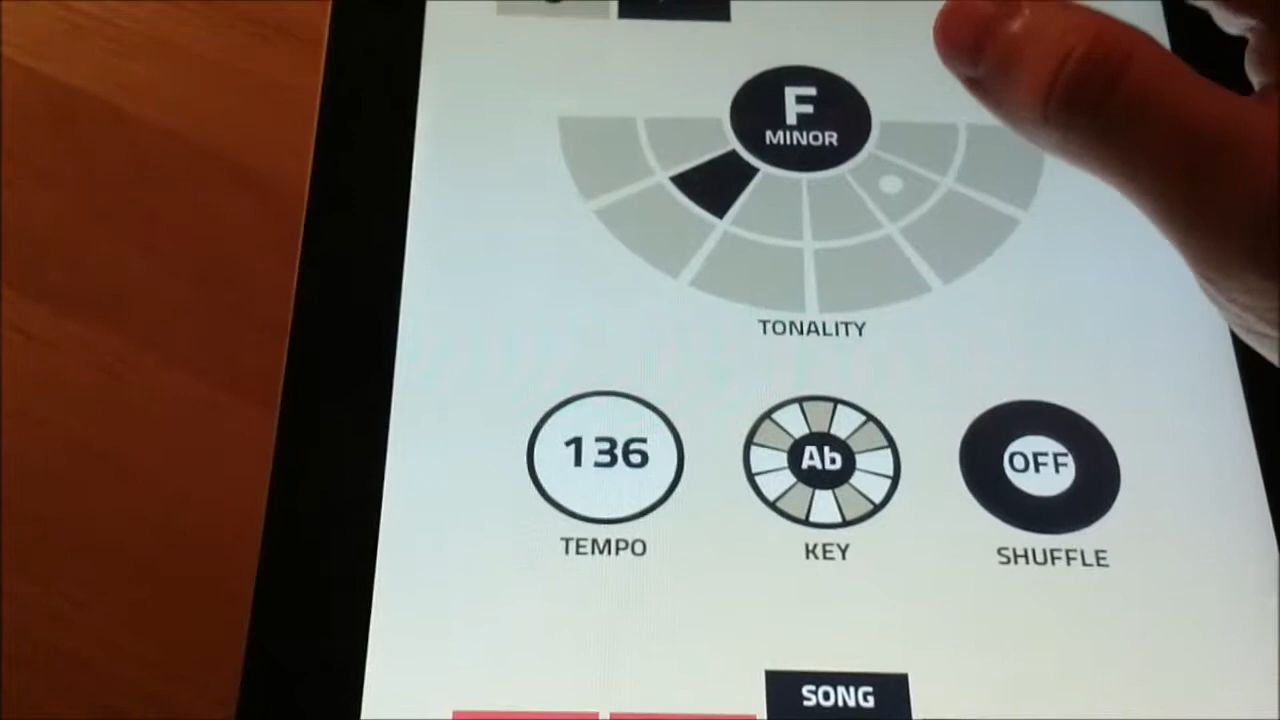 F
MINOR
TONALITY
136
Ab
OFF
TEMPO
KEY
SHUFFLE
SONG